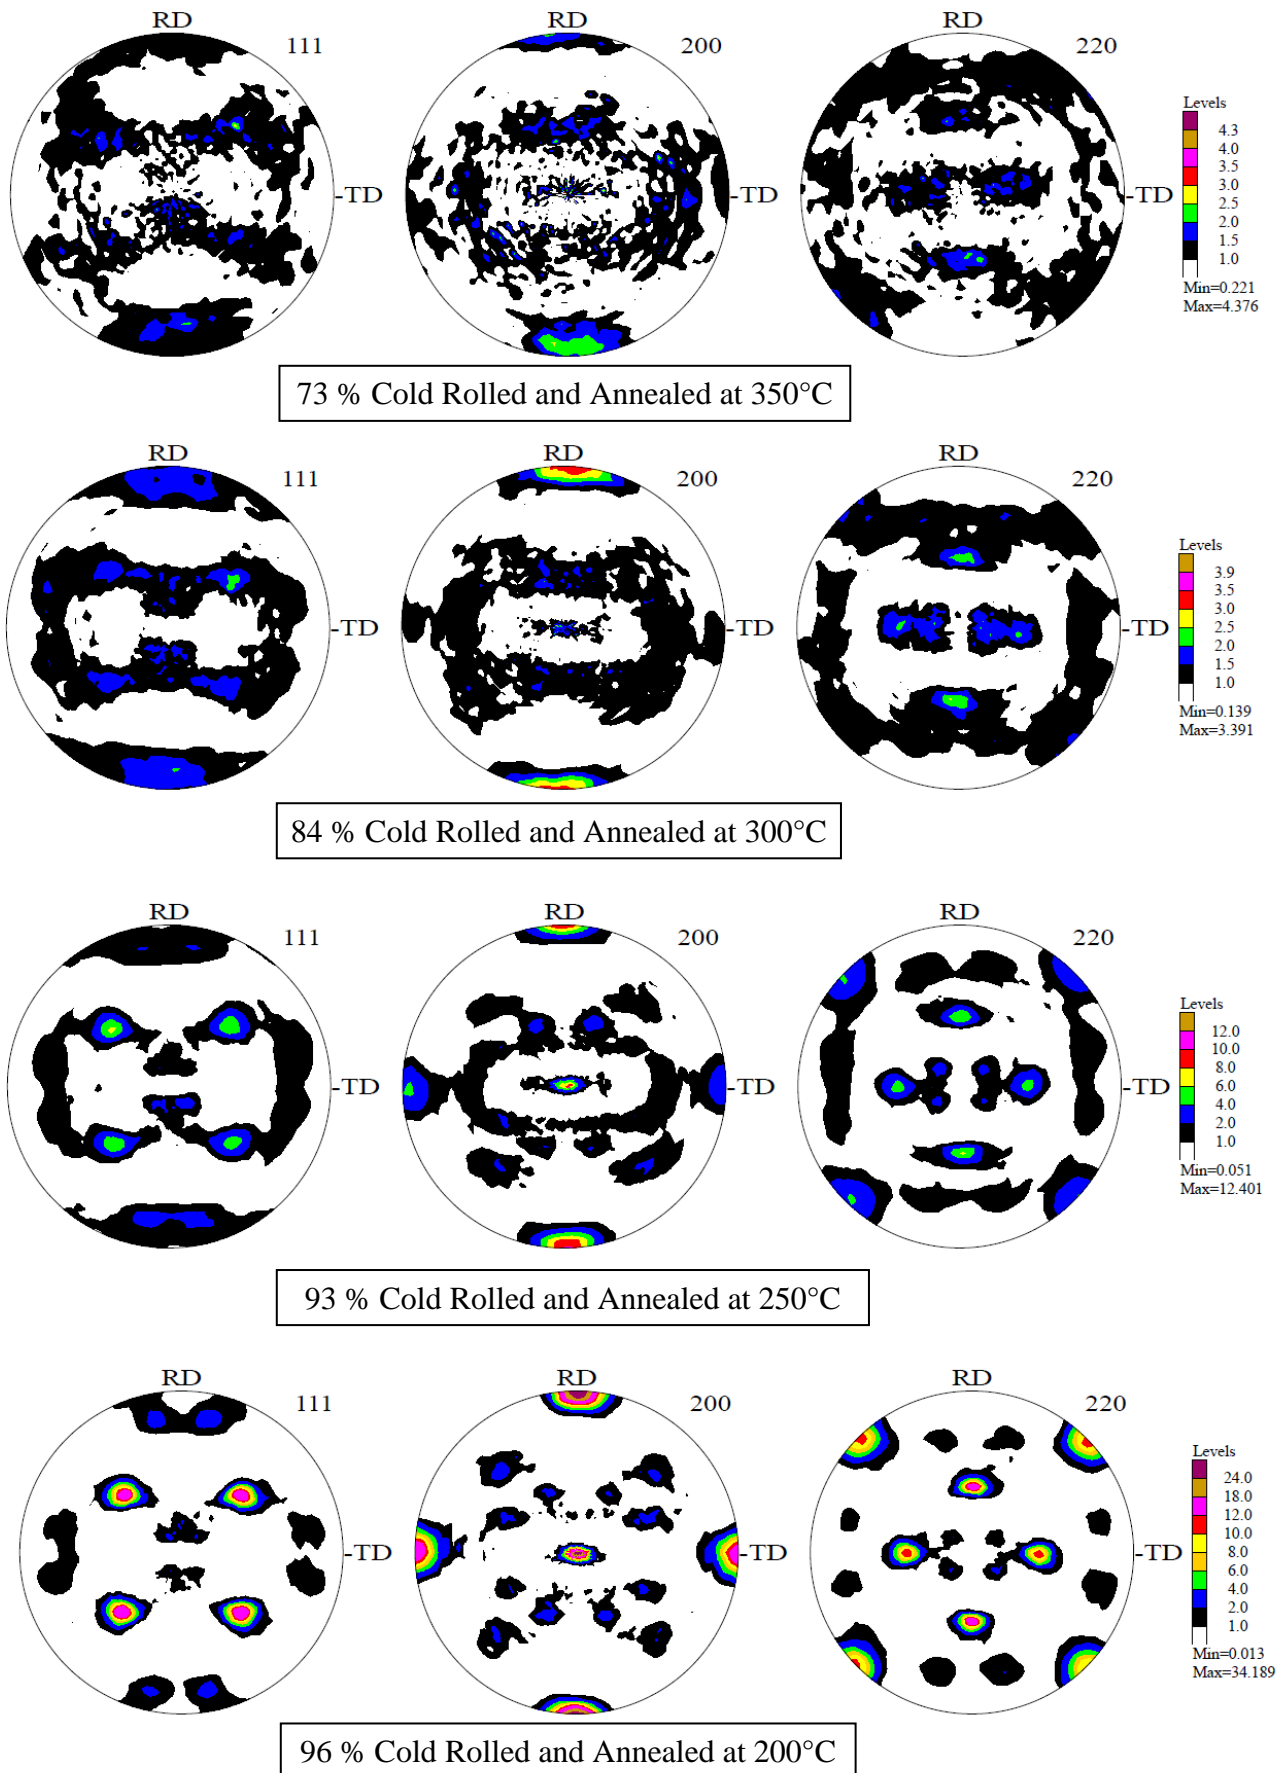 RD
111
-TD
RD
200
-TD
RD
220
-TD
Levels
4.3
4.0
3.5
3.0
2.5
2.0
1.5
1.0
Min=0.221
Max=4.376
73 % Cold Rolled and Annealed at 350°C
RD
111
-TD
RD
200
-TD
RD
220
-TD
Levels
3.9
3.5
3.0
2.5
2.0
1.5
1.0
Min=0.139
Max=3.391
84 % Cold Rolled and Annealed at 300°C
RD
111
-TD
RD
200
-TD
RD
220
-TD
Levels
12.0
10.0
8.0
6.0
4.0
2.0
1.0
Min=0.051
Max=12.401
93 % Cold Rolled and Annealed at 250°C
RD
111
-TD
RD
200
-TD
RD
220
-TD
Levels
24.0
18.0
12.0
10.0
8.0
6.0
4.0
2.0
1.0
Min=0.013
Max=34.189
96 % Cold Rolled and Annealed at 200°C